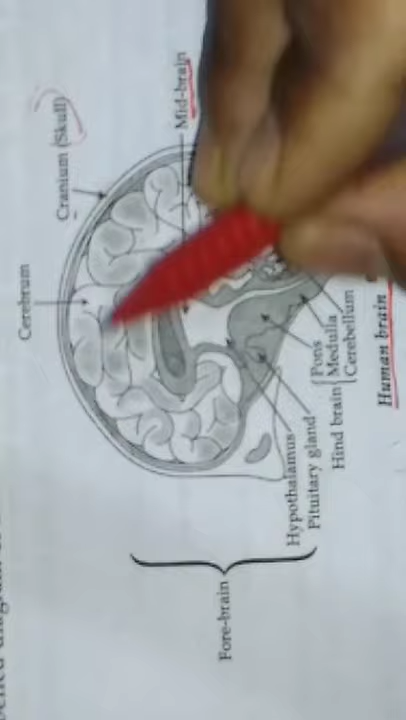 Cerebrum
Cranium (Skull)
Mid-brain
Fore-brain
Hypothalamus
Pituitary gland
Hind brain
Pons
Medulla
Cerebellum
Human brain